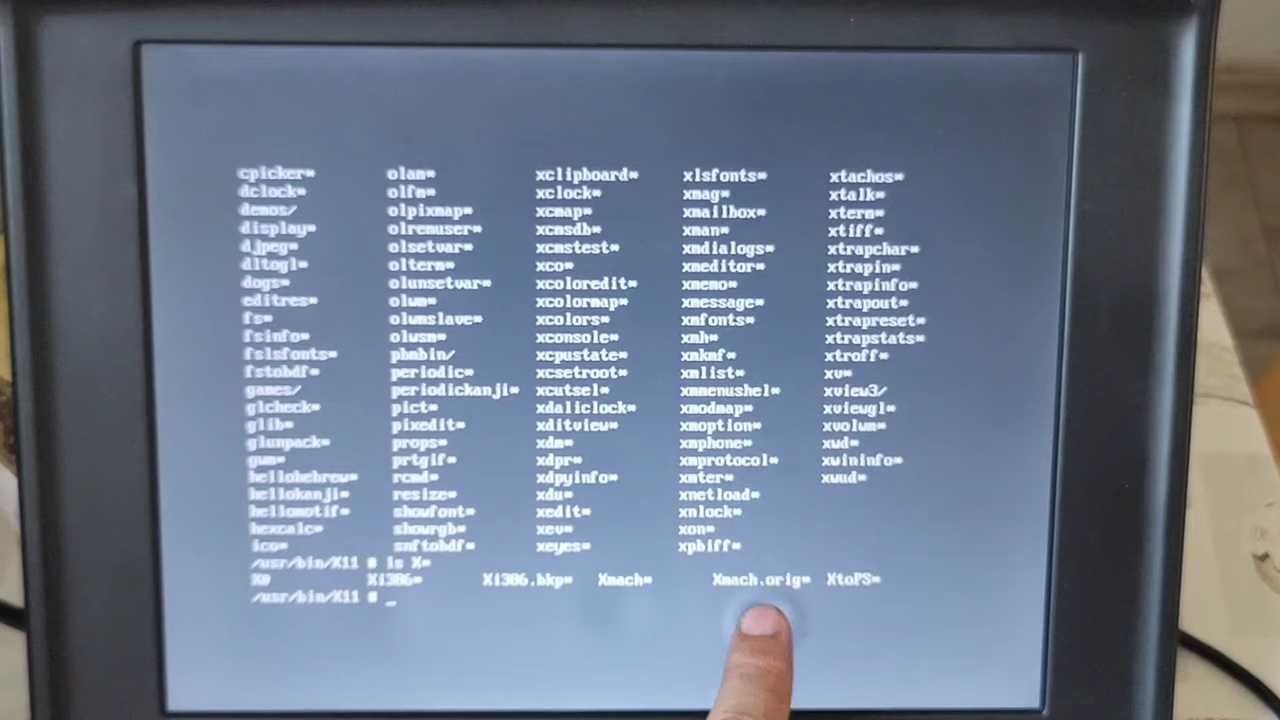 cpicker* olam* xclipboard* xlsfonts* xtachos*
dclock* olfm* xclock* xmag* xtalk*
demos/ olpixmap* xcmap* xmailbox* xterm*
display* olremuser* xcmsdb* xman* xtiff*
djpeg* olsetvar* xcmstest* xmdialogs* xtrapchar*
dltogl* olterm* xco* xmeditor* xtrapin*
dogs* olunsetvar* xcoloredit* xmemo* xtrapinfo*
editres* olwm* xcolormap* xmessage* xtrapout*
fs* olwmslave* xcolors* xmfonts* xtrapreset*
fsinfo* olwsm* xconsole* xmh* xtrapstats*
fslsfonts* pbmbin/ xcpustate* xmkmf* xtroff*
fstobdf* periodic* xcsetroot* xmlist* xv*
games/ periodickanji* xcutsel* xmmenushel* xview3/
glcheck* pict* xdaliclock* xmodmap* xviewgl*
glib* pixedit* xditview* xmoption* xvolum*
glunpack* props* xdm* xmphone* xwd*
gwm* prtgif* xdpr* xmprotocol* xwininfo*
hellohebrew* rcmd* xdpyinfo* xmter* xwud*
hellokanji* resize* xdu* xnetload*
hellomotif* showfont* xedit* xnlock*
hexcalc* showrgb* xev* xon*
ico* snftobdf* xeyes* xpbiff*
/usr/bin/X11 # ls X*
X@ Xi386* Xi386.bkp* Xmach* Xmach.orig* XtoPS*
/usr/bin/X11 # _